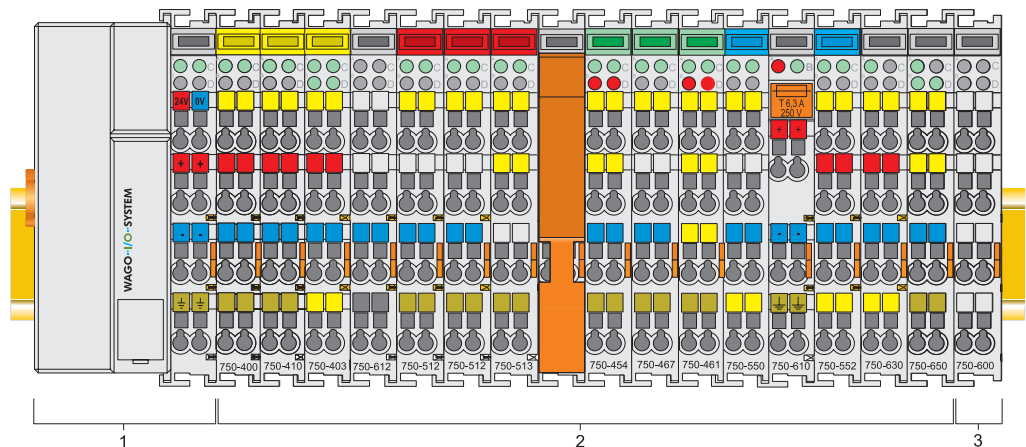 C C C C C C C C C C C C B C C C C
D D D D D D D D D D D D D D D D
24V 0V
T 6,3 A
250 V
+ +
+ +
- -
- -
WAGO-I/O-SYSTEM
750-400 750-410 750-403 750-612 750-512 750-512 750-513 750-454 750-467 750-461 750-550 750-610 750-552 750-630 750-650 750-600
1 2 3